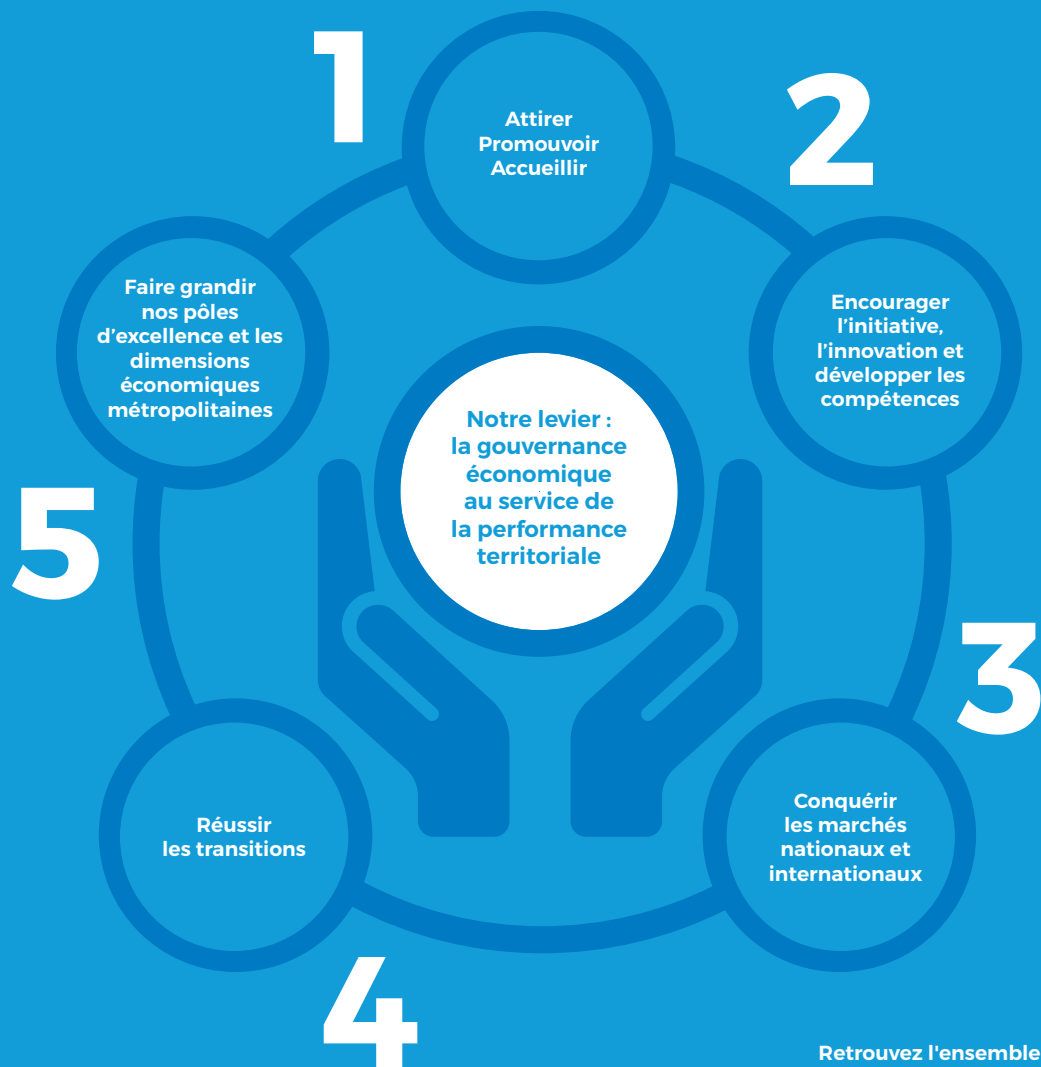 1
Attirer
Promouvoir
Accueillir
2
Encourager
l'initiative,
l'innovation et
développer les
compétences
3
Conquérir
les marchés
nationaux et
internationaux
4
Réussir
les transitions
5
Faire grandir
nos pôles
d'excellence et les
dimensions
économiques
métropolitaines
Notre levier :
la gouvernance
économique
au service de
la performance
territoriale
Retrouvez l'ensemble